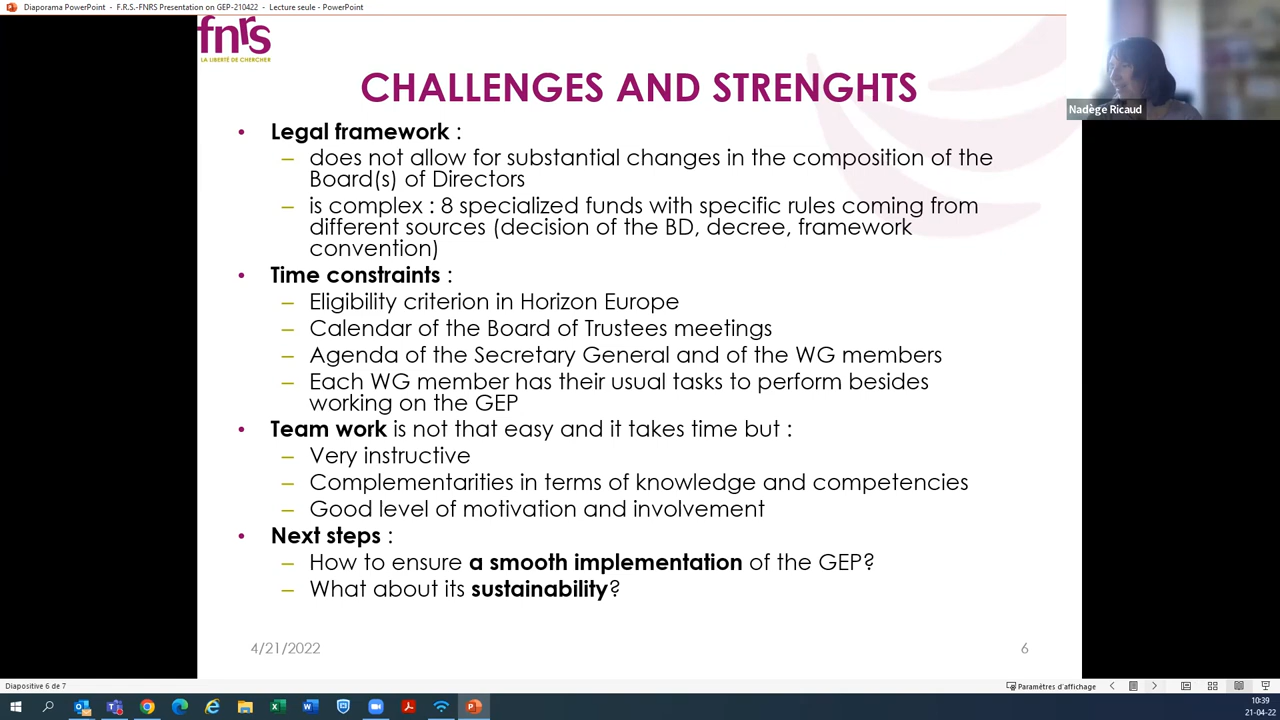 Diaporama PowerPoint - F.R.S.-FNRS Presentation on GEP-210422 - Lecture seule - PowerPoint
fnrs
LA LIBERTÉ DE CHERCHER
Nadège Ricaud
CHALLENGES AND STRENGHTS
• Legal framework :
– does not allow for substantial changes in the composition of the
Board(s) of Directors
– is complex : 8 specialized funds with specific rules coming from
different sources (decision of the BD, decree, framework
convention)
• Time constraints :
– Eligibility criterion in Horizon Europe
– Calendar of the Board of Trustees meetings
– Agenda of the Secretary General and of the WG members
– Each WG member has their usual tasks to perform besides
working on the GEP
• Team work is not that easy and it takes time but :
– Very instructive
– Complementarities in terms of knowledge and competencies
– Good level of motivation and involvement
• Next steps :
– How to ensure a smooth implementation of the GEP?
– What about its sustainability?
4/21/2022 6
Diapositive 6 de 7 Paramètres d'affichage
10:39
21-04-22